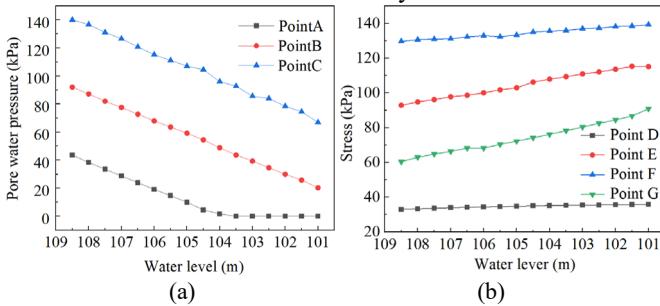 PointA
PointB
PointC
Pore water pressure (kPa)
140
120
100
80
60
40
20
0
109 108 107 106 105 104 103 102 101
Water level (m)
(a)
Point D
Point E
Point F
Point G
Stress (kPa)
140
120
100
80
60
40
20
109 108 107 106 105 104 103 102 101
Water lever (m)
(b)